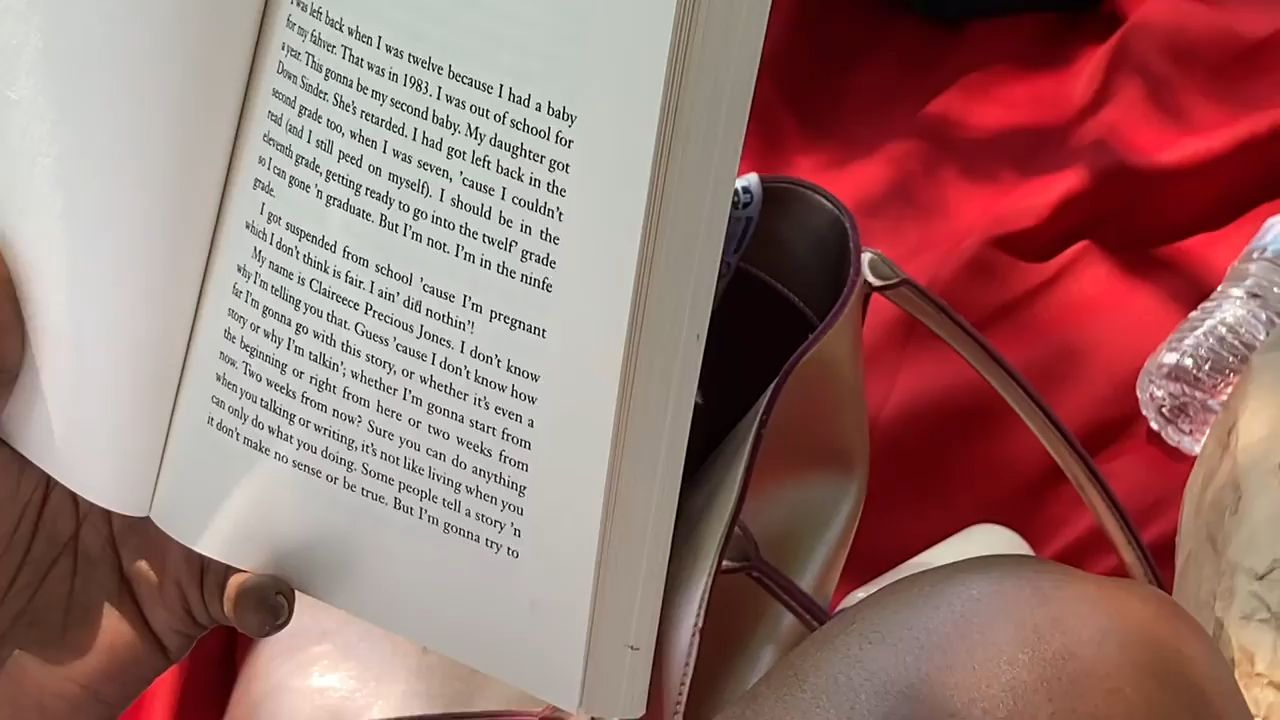 I was left back when I was twelve because I had a baby
for my fahver. That was in 1983. I was out of school for
a year. This gonna be my second baby. My daughter got
Down Sinder. She's retarded. I had got left back in the
second grade too, when I was seven, 'cause I couldn't
read (and I still peed on myself). I should be in the
eleventh grade, getting ready to go into the twelf' grade
so I can gone 'n graduate. But I'm not. I'm in the ninfe
grade.
I got suspended from school 'cause I'm pregnant
which I don't think is fair. I ain' did nothin'!
My name is Claireece Precious Jones. I don't know
why I'm telling you that. Guess 'cause I don't know how
far I'm gonna go with this story, or whether it's even a
story or why I'm talkin'; whether I'm gonna start from
the beginning or right from here or two weeks from
now. Two weeks from now? Sure you can do anything
when you talking or writing, it's not like living when you
can only do what you doing. Some people tell a story 'n
it don't make no sense or be true. But I'm gonna try to